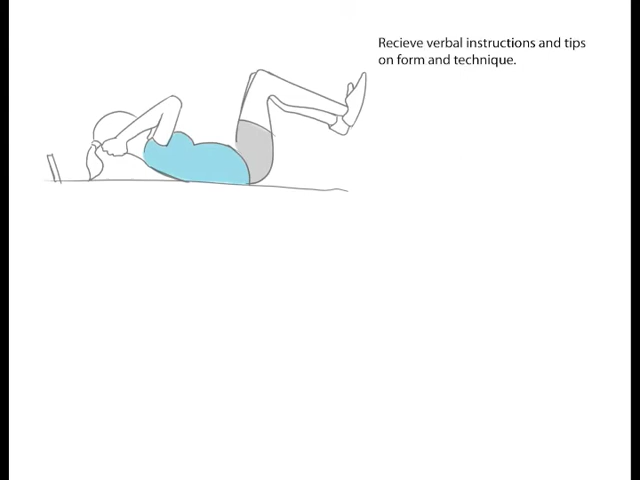 Recieve verbal instructions and tips
on form and technique.